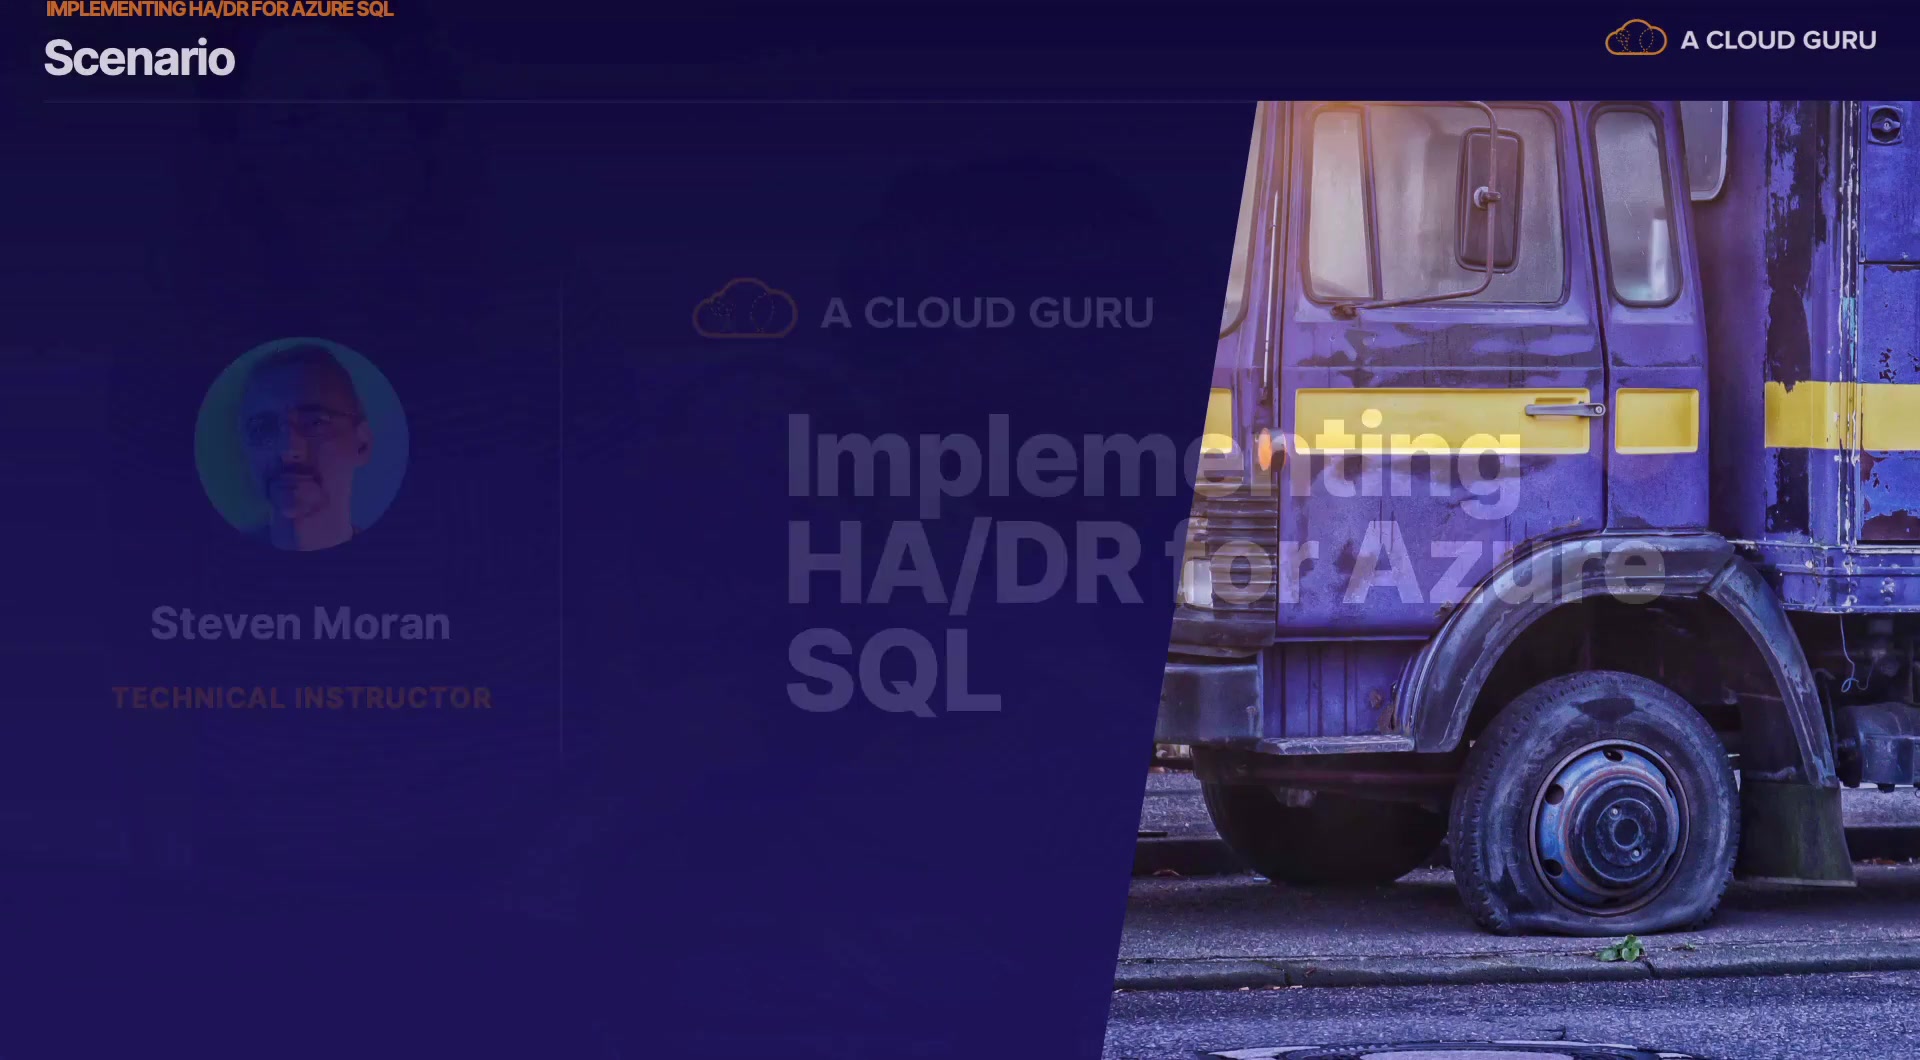 IMPLEMENTING HA/DR FOR AZURE SQL
Scenario
A CLOUD GURU
A CLOUD GURU
Implementing
HA/DR for Azure
SQL
Steven Moran
TECHNICAL INSTRUCTOR